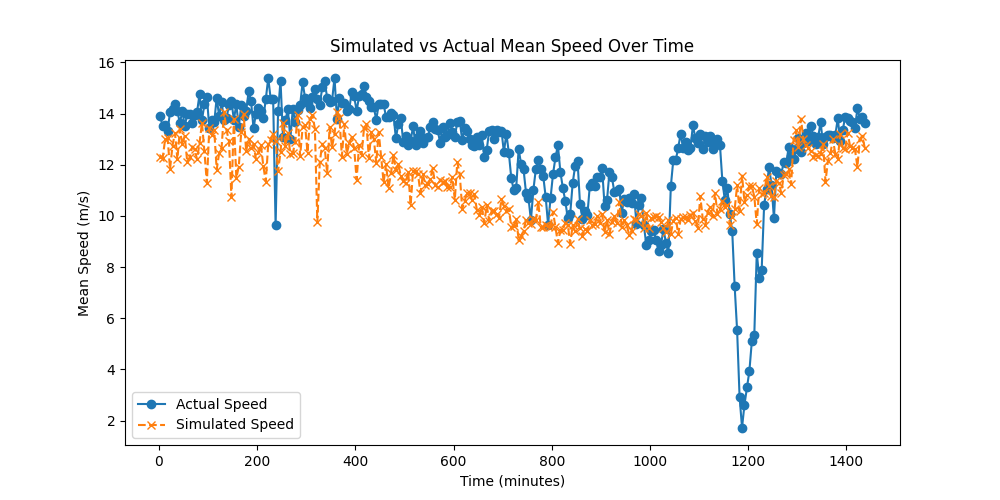 Simulated vs Actual Mean Speed Over Time
Mean Speed (m/s)
16
14
12
10
8
6
4
2
Actual Speed
Simulated Speed
0 200 400 600 800 1000 1200 1400
Time (minutes)